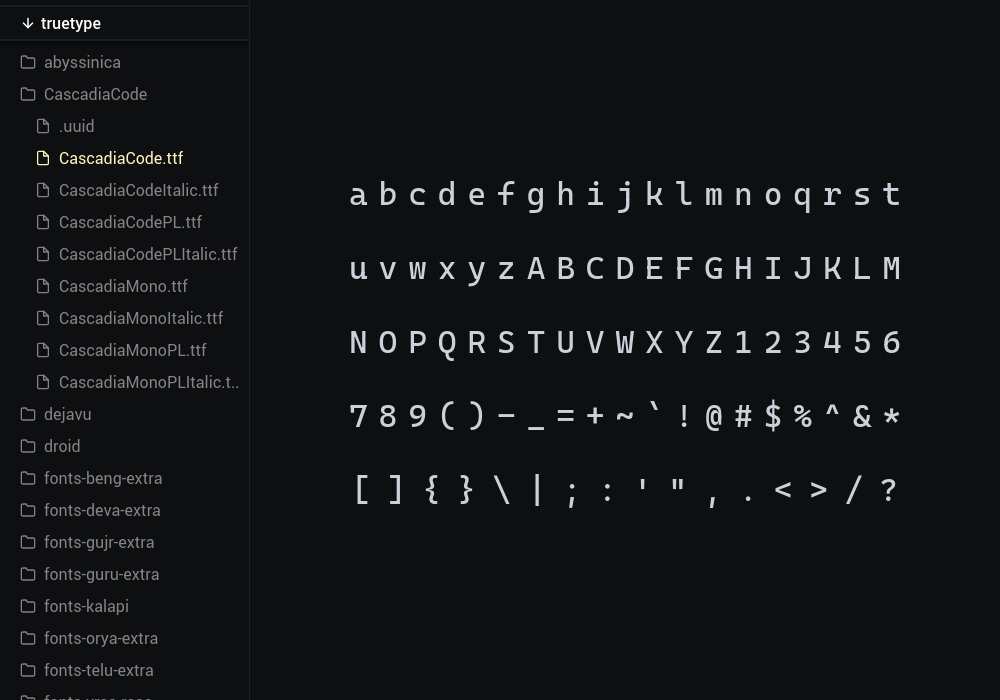 truetype
abyssinica
CascadiaCode
.uuid
CascadiaCode.ttf
CascadiaCodeItalic.ttf
CascadiaCodePL.ttf
CascadiaCodePLItalic.ttf
CascadiaMono.ttf
CascadiaMonoItalic.ttf
CascadiaMonoPL.ttf
CascadiaMonoPLItalic.t..
dejavu
droid
fonts-beng-extra
fonts-deva-extra
fonts-gujr-extra
fonts-guru-extra
fonts-kalapi
fonts-orya-extra
fonts-telu-extra
a b c d e f g h i j k l m n o q r s t
u v w x y z A B C D E F G H I J K L M
N O P Q R S T U V W X Y Z 1 2 3 4 5 6
7 8 9 ( ) - _ = + ~ ` ! @ # $ % ^ & *
[ ] { } \ | ; : ' " , . < > / ?